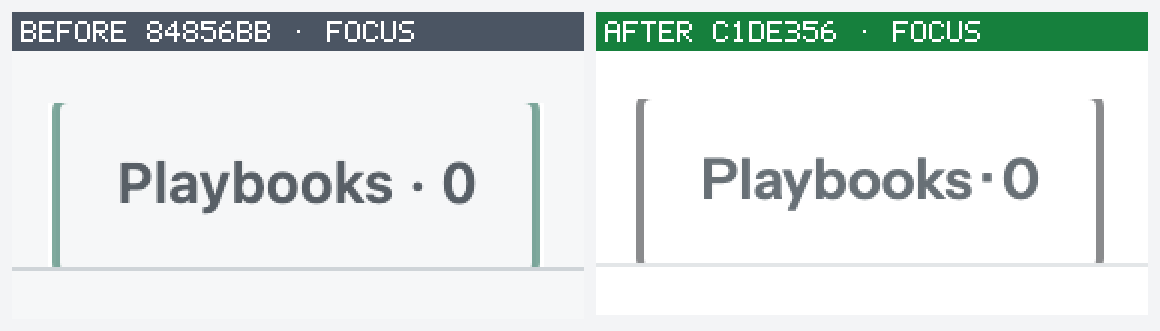 BEFORE 84856BB · FOCUS
AFTER C1DE356 · FOCUS
Playbooks · 0
Playbooks · 0